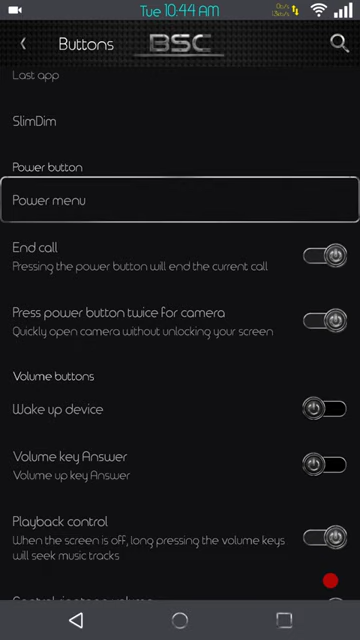 Tue 10:44 AM
Buttons
BSC
Last app
SlimDim
Power button
Power menu
End call
Pressing the power button will end the current call
Press power button twice for camera
Quickly open camera without unlocking your screen
Volume buttons
Wake up device
Volume key Answer
Volume up key Answer
Playback control
When the screen is off, long pressing the volume keys
will seek music tracks
Control ringtone volume